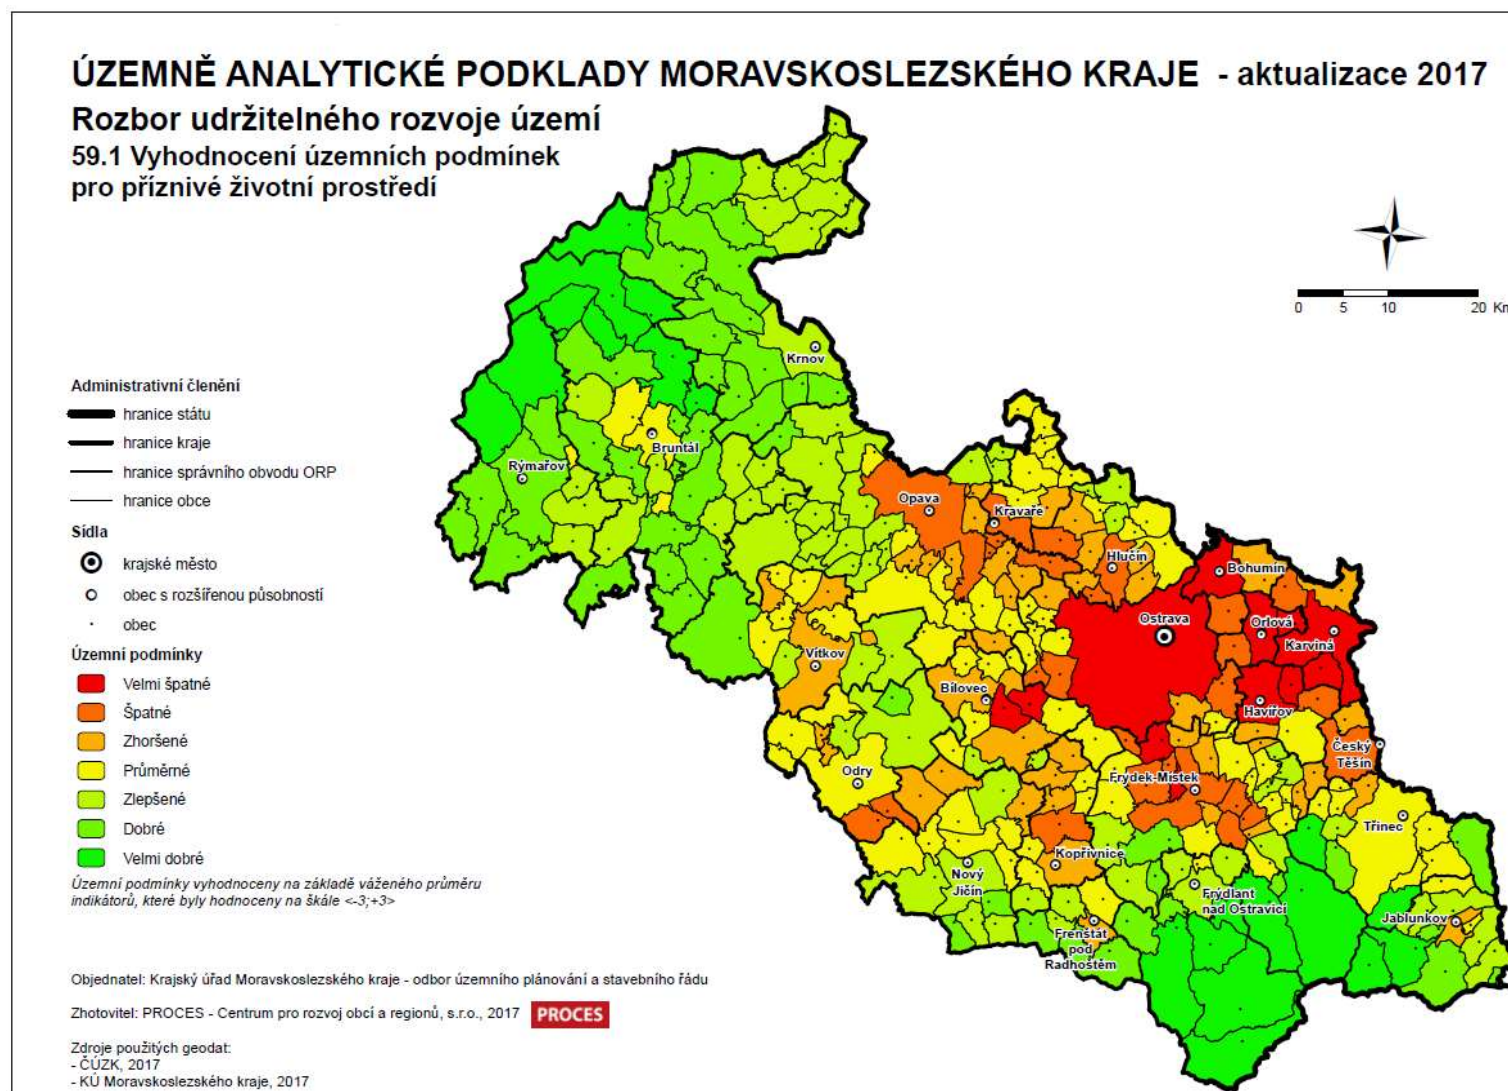 ÚZEMNĚ ANALYTICKÉ PODKLADY MORAVSKOSLEZSKÉHO KRAJE - aktualizace 2017
Rozbor udržitelného rozvoje území
59.1 Vyhodnocení územních podmínek
pro příznivé životní prostředí
0 5 10 20 Km
Administrativní členění
hranice státu
hranice kraje
hranice správního obvodu ORP
hranice obce
Sídla
krajské město
obec s rozšířenou působností
obec
Územní podmínky
Velmi špatné
Špatné
Zhoršené
Průměrné
Zlepšené
Dobré
Velmi dobré
Územní podmínky vyhodnoceny na základě váženého průměru
indikátorů, které byly hodnoceny na škále <-3;+3>
Krnov
Bruntál
Rýmařov
Opava
Kravaře
Hlučín
Bohumín
Ostrava
Orlová
Karviná
Vítkov
Bílovec
Havířov
Český
Těšín
Odry
Frýdek-Místek
Třinec
Kopřivnice
Nový
Jičín
Frýdlant
nad Ostravicí
Jablunkov
Frenštát
pod
Radhoštěm
Objednatel: Krajský úřad Moravskoslezského kraje - odbor územního plánování a stavebního řádu
Zhotovitel: PROCES - Centrum pro rozvoj obcí a regionů, s.r.o., 2017 PROCES
Zdroje použitých geodat:
- ČÚZK, 2017
- KÚ Moravskoslezského kraje, 2017